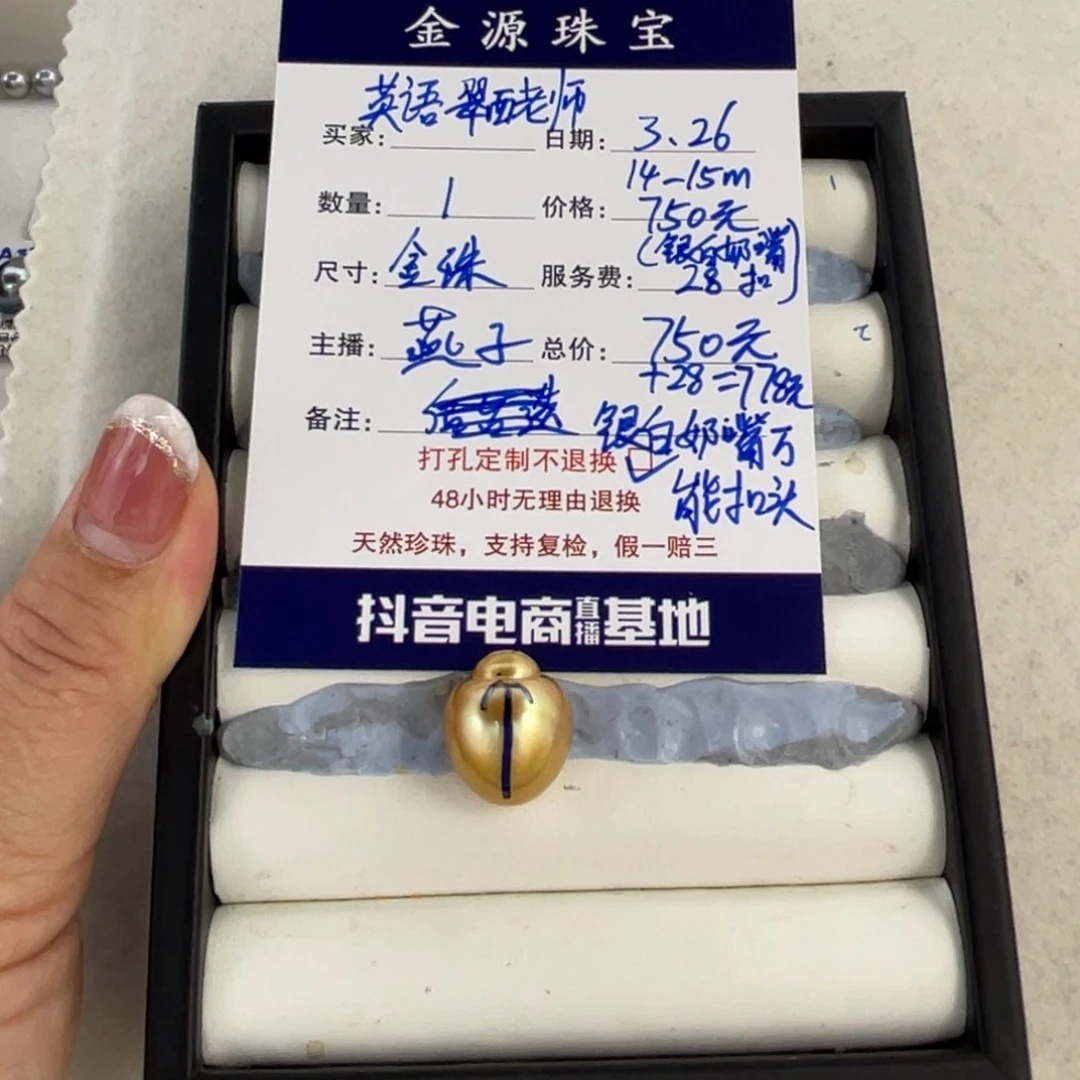 金源珠宝
买家: 英语翠西老师 日期: 3、26
14-15m
数量: 1 价格: 750元
(银白奶嘴扣)
尺寸: 金珠 服务费: 28
主播: 燕子 总价: 750元
+28=778元
备注: 银白奶嘴万能扣头
打孔定制不退换 ☑
48小时无理由退换
天然珍珠,支持复检,假一赔三
抖音电商直播基地
1
2